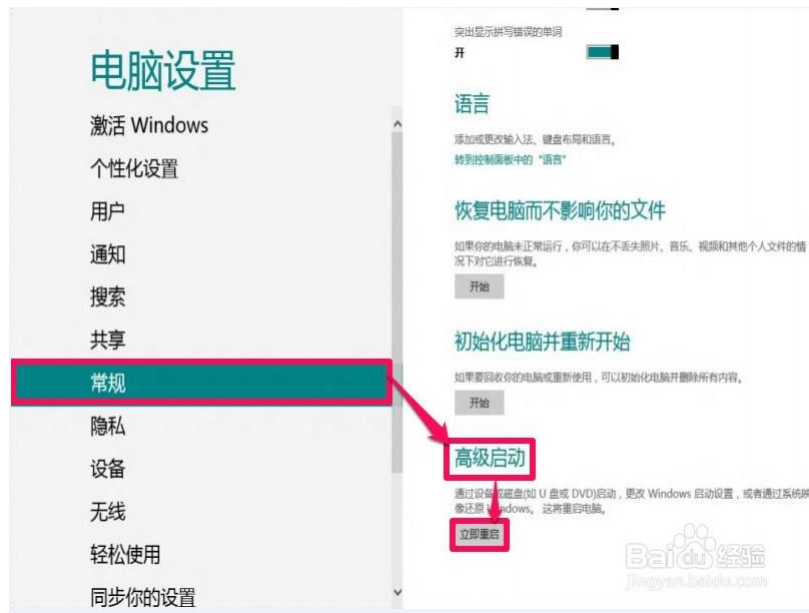 电脑设置
激活 Windows
个性化设置
用户
通知
搜索
共享
常规
隐私
设备
无线
轻松使用
同步你的设置
突出显示拼写错误的单词
开
语言
添加或更改输入法、键盘布局和语言。
转到控制面板中的“语言”
恢复电脑而不影响你的文件
如果你的电脑未正常运行，你可以在不丢失照片、音乐、视频和其他个人文件的情
况下对它进行恢复。
开始
初始化电脑并重新开始
如果要回收你的电脑或重新使用，可以初始化电脑并删除所有内容。
开始
高级启动
通过设备或磁盘(如 U 盘或 DVD)启动，更改 Windows 启动设置，或者通过系统映
像还原 Windows。 这将重启电脑。
立即重启
Baidu 经验
jingyan.baidu.com